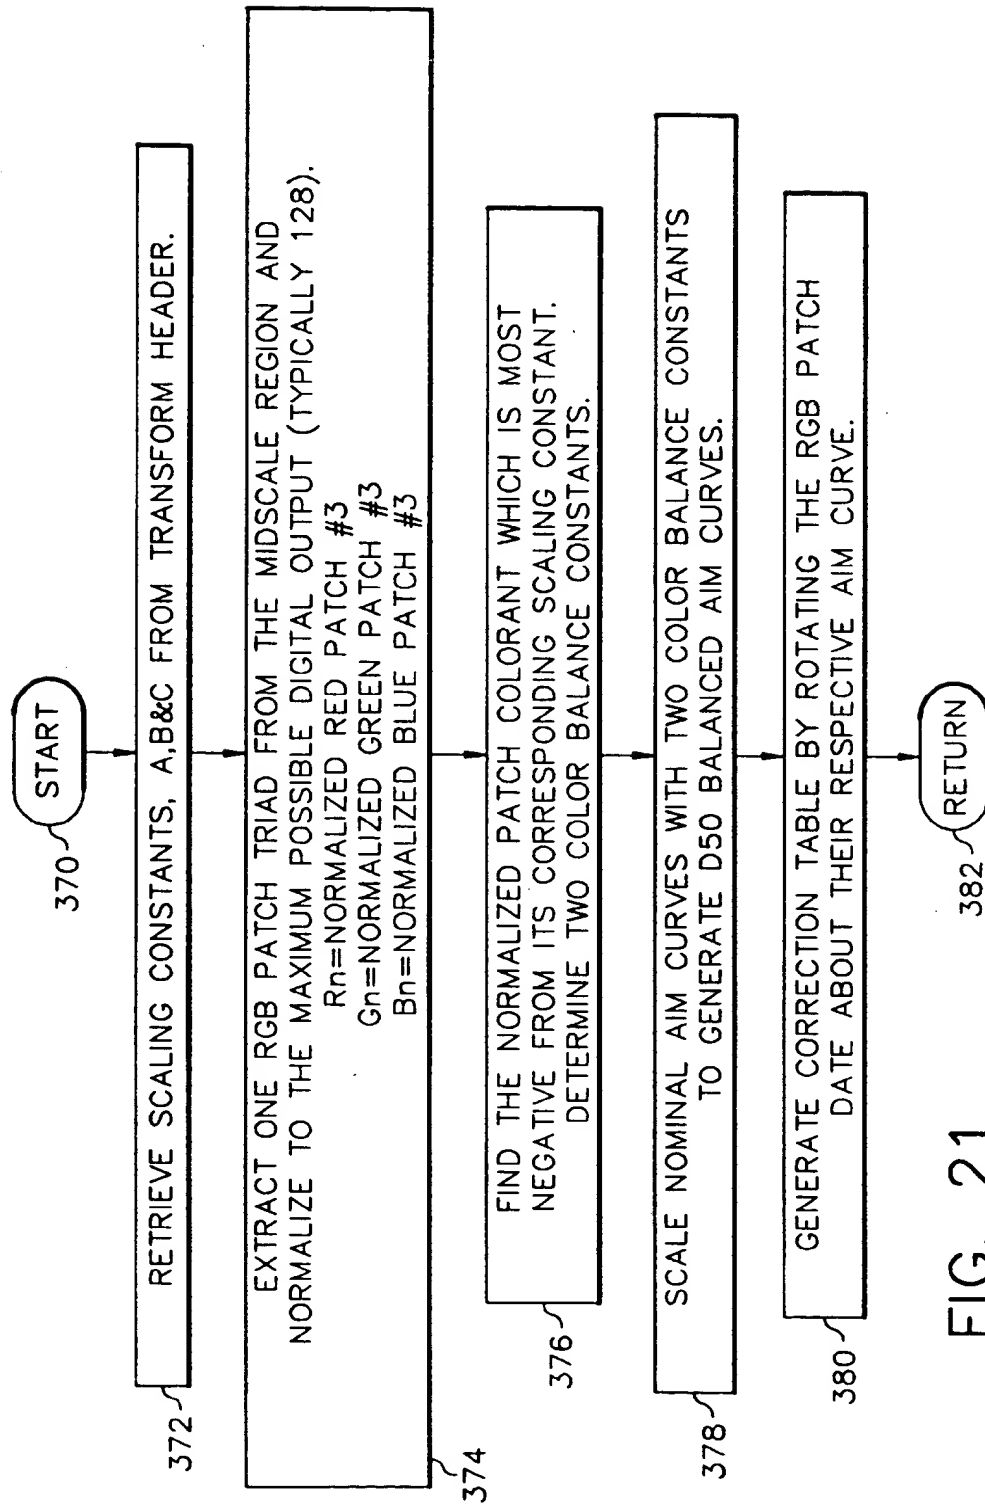 START
370
RETRIEVE SCALING CONSTANTS, A,B&C FROM TRANSFORM HEADER.
372
EXTRACT ONE RGB PATCH TRIAD FROM THE MIDSCALE REGION AND
NORMALIZE TO THE MAXIMUM POSSIBLE DIGITAL OUTPUT (TYPICALLY 128).
Rn=NORMALIZED RED PATCH #3
Gn=NORMALIZED GREEN PATCH #3
Bn=NORMALIZED BLUE PATCH #3
374
FIND THE NORMALIZED PATCH COLORANT WHICH IS MOST
NEGATIVE FROM ITS CORRESPONDING SCALING CONSTANT.
DETERMINE TWO COLOR BALANCE CONSTANTS.
376
SCALE NOMINAL AIM CURVES WITH TWO COLOR BALANCE CONSTANTS
TO GENERATE D50 BALANCED AIM CURVES.
378
GENERATE CORRECTION TABLE BY ROTATING THE RGB PATCH
DATE ABOUT THEIR RESPECTIVE AIM CURVE.
380
RETURN
382
FIG. 21